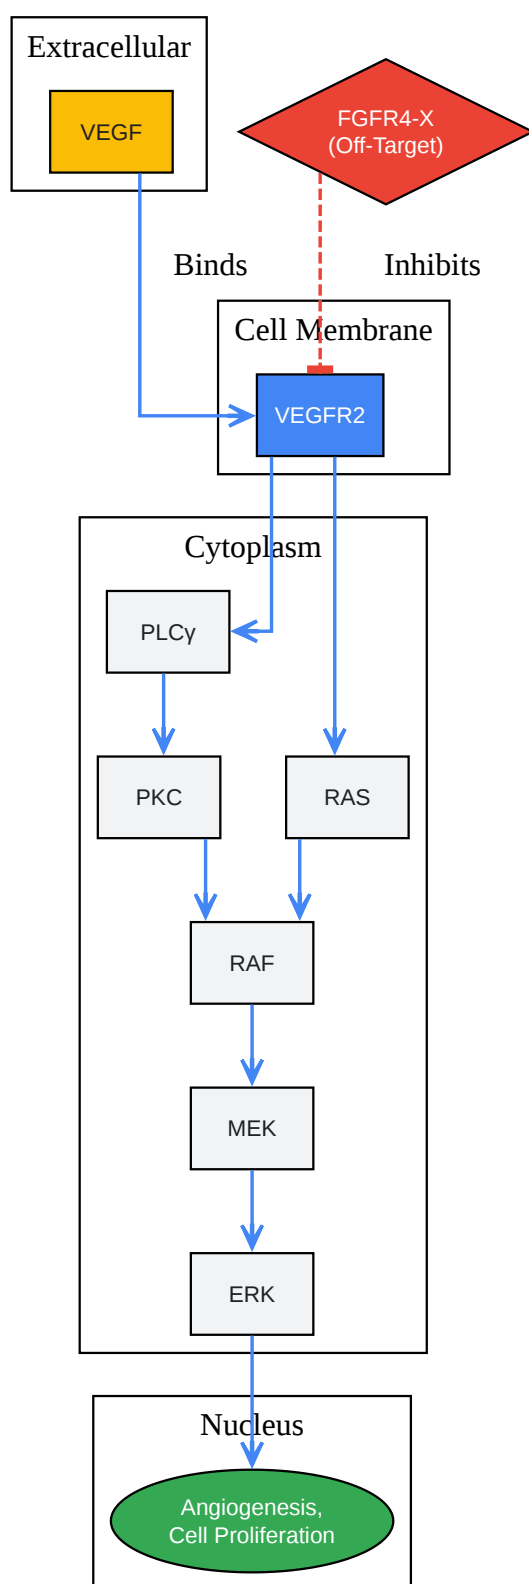 Extracellular
VEGF
FGFR4-X
(Off-Target)
Binds
Inhibits
Cell Membrane
VEGFR2
Cytoplasm
PLCγ
PKC
RAS
RAF
MEK
ERK
Nucleus
Angiogenesis,
Cell Proliferation